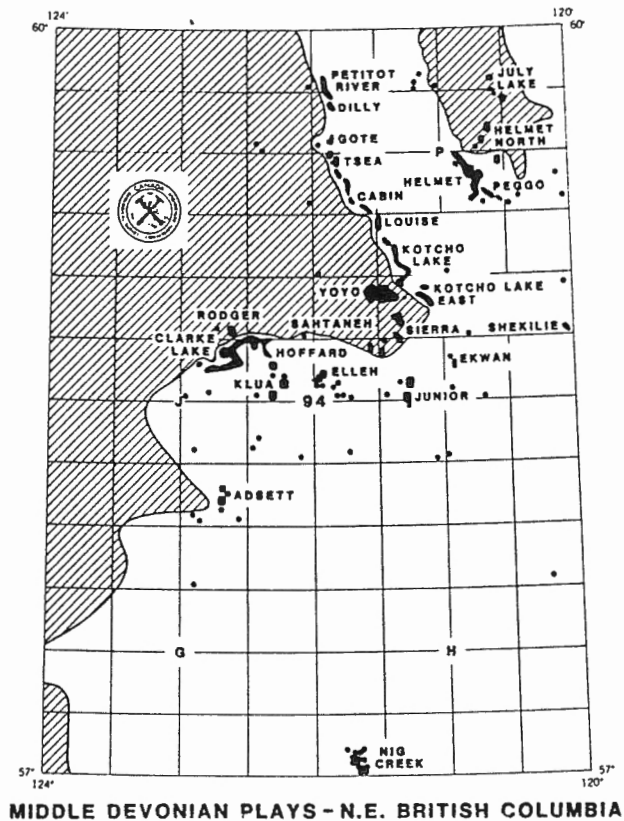 124°
120°
60°
60°
PETITOT
RIVER
JULY
LAKE
DILLY
HELMET
NORTH
GOTE
P
TSEA
HELMET
PEGGO
CABIN
LOUISE
KOTCHO
LAKE
YOYO
KOTCHO LAKE
EAST
RODGER
SAHTANEH
SIERRA
SHEKILIE
CLARKE
LAKE
HOFFARD
EKWAN
ELLEH
KLUA
J
94
JUNIOR
ADSETT
G
H
NIG
CREEK
57°
57°
124°
120°
MIDDLE DEVONIAN PLAYS - N.E. BRITISH COLUMBIA
CANADA